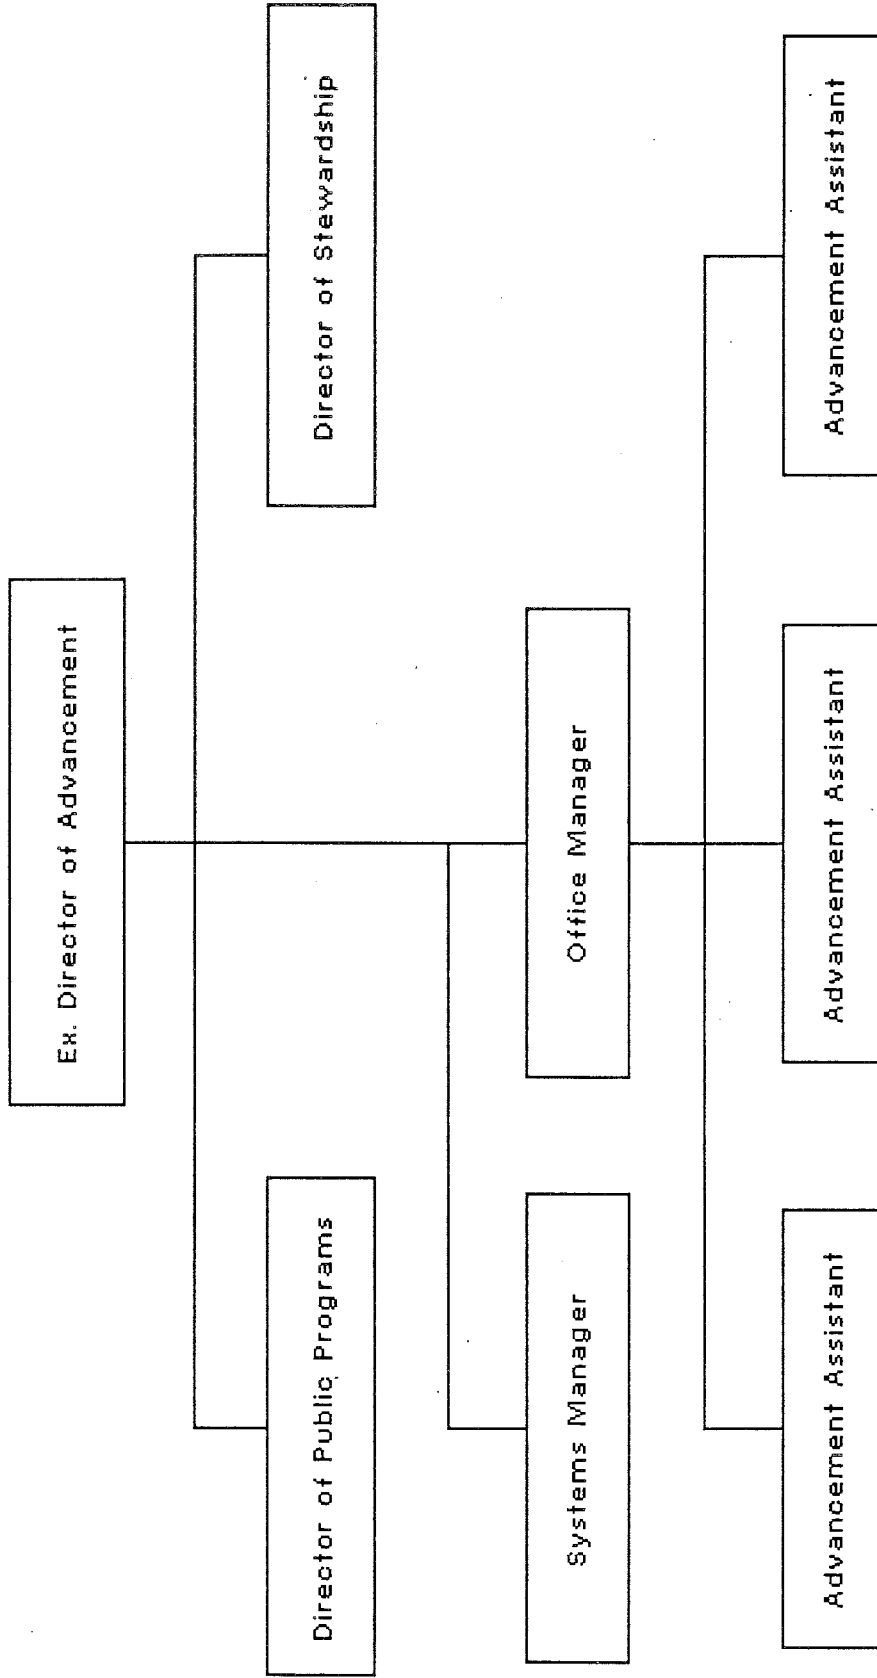 Ex. Director of Advancement
Director of Public Programs
Director of Stewardship
Systems Manager
Office Manager
Advancement Assistant
Advancement Assistant
Advancement Assistant